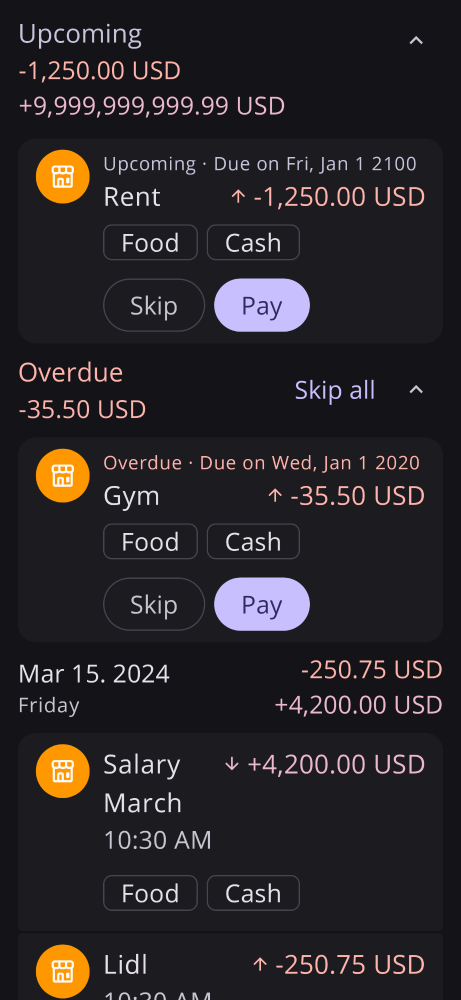 Upcoming
-1,250.00 USD
+9,999,999,999.99 USD
Upcoming · Due on Fri, Jan 1 2100
Rent
↑ -1,250.00 USD
Food
Cash
Skip
Pay
Overdue
-35.50 USD
Skip all
Overdue · Due on Wed, Jan 1 2020
Gym
↑ -35.50 USD
Food
Cash
Skip
Pay
Mar 15. 2024
-250.75 USD
Friday
+4,200.00 USD
Salary
↓ +4,200.00 USD
March
10:30 AM
Food
Cash
Lidl
↑ -250.75 USD
10:30 AM